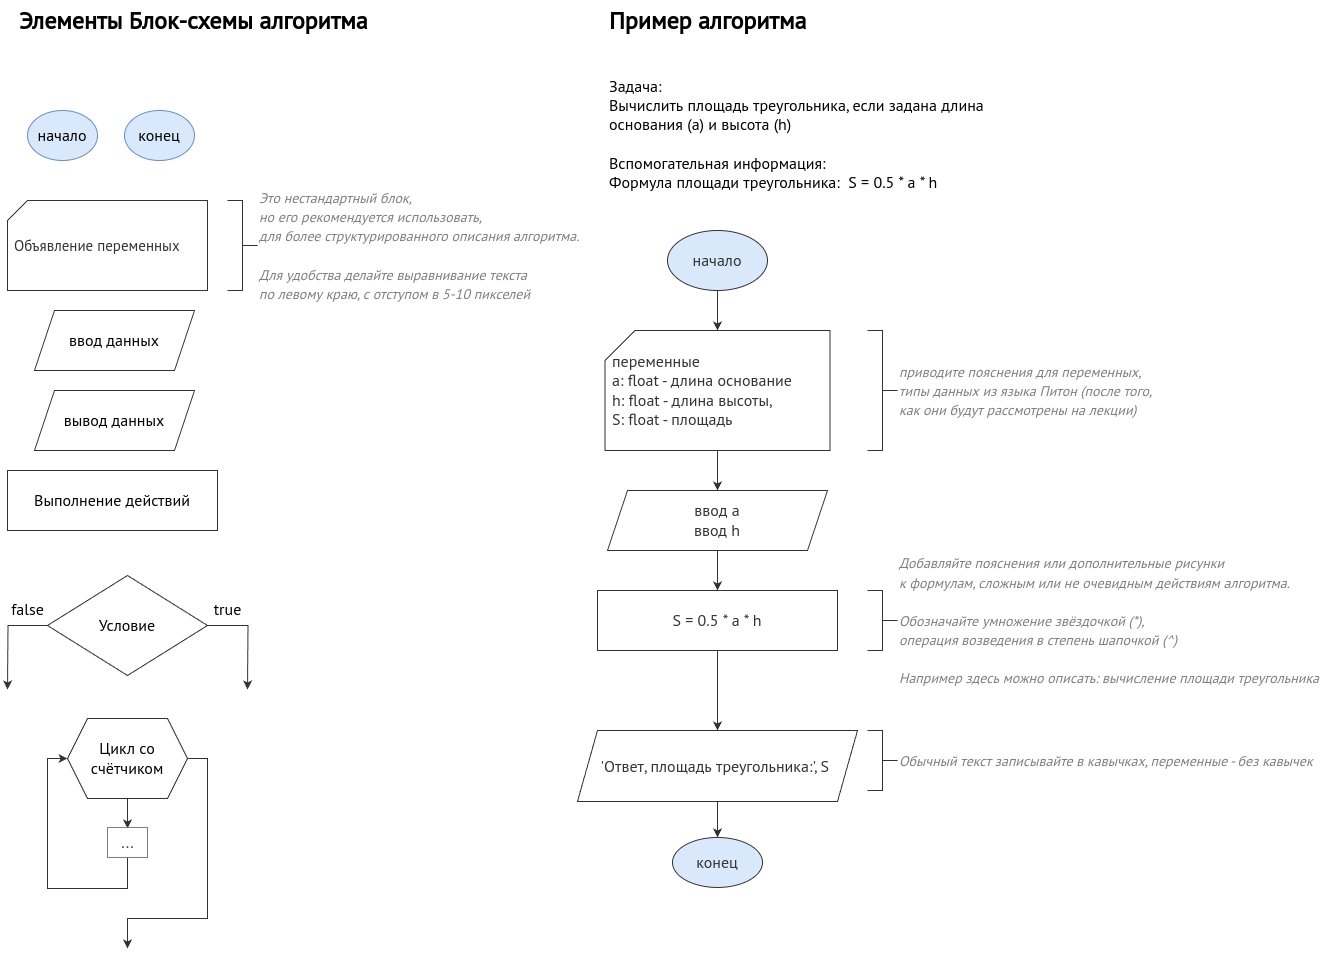 Элементы Блок-схемы алгоритма
начало
конец
Объявление переменных
Это нестандартный блок,
но его рекомендуется использовать,
для более структурированного описания алгоритма.
Для удобства делайте выравнивание текста
по левому краю, с отступом в 5-10 пикселей
ввод данных
вывод данных
Выполнение действий
false
true
Условие
Цикл со
счётчиком
...
Пример алгоритма
Задача:
Вычислить площадь треугольника, если задана длина
основания (a) и высота (h)
Вспомогательная информация:
Формула площади треугольника:  S = 0.5 * a * h
начало
переменные
a: float - длина основание
h: float - длина высоты,
S: float - площадь
приводите пояснения для переменных,
типы данных из языка Питон (после того,
как они будут рассмотрены на лекции)
ввод a
ввод h
S = 0.5 * a * h
Добавляйте пояснения или дополнительные рисунки
к формулам, сложным или не очевидным действиям алгоритма.
Обозначайте умножение звёздочкой (*),
операция возведения в степень шапочкой (^)
Например здесь можно описать: вычисление площади треугольника
'Ответ, площадь треугольника:', S
Обычный текст записывайте в кавычках, переменные - без кавычек
конец